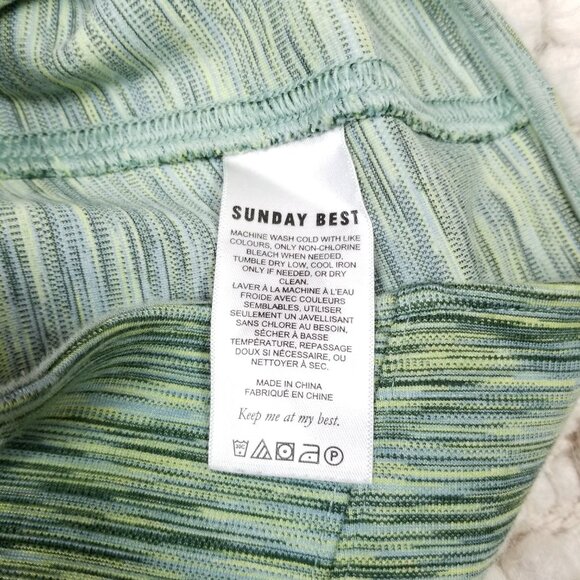 SUNDAY BEST
MACHINE WASH COLD WITH LIKE
COLOURS, ONLY NON-CHLORINE
BLEACH WHEN NEEDED,
TUMBLE DRY LOW, COOL IRON
ONLY IF NEEDED, OR DRY
CLEAN.
LAVER À LA MACHINE À L'EAU
FROIDE AVEC COULEURS
SEMBLABLES, UTILISER
SEULEMENT UN JAVELLISANT
SANS CHLORE AU BESOIN,
SÉCHER À BASSE
TEMPÉRATURE, REPASSAGE
DOUX SI NÉCESSAIRE, OU
NETTOYER À SEC.
MADE IN CHINA
FABRIQUÉ EN CHINE
Keep me at my best.
P